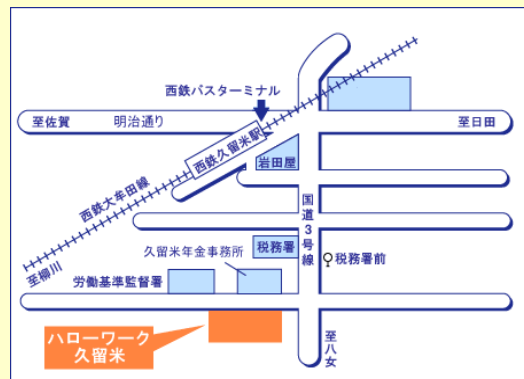 西鉄バスターミナル
至佐賀
明治通り
至日田
西鉄久留米駅
岩田屋
西鉄大牟田線
国道3号線
久留米年金事務所
税務署
税務署前
至柳川
労働基準監督署
ハローワーク
久留米
至八女